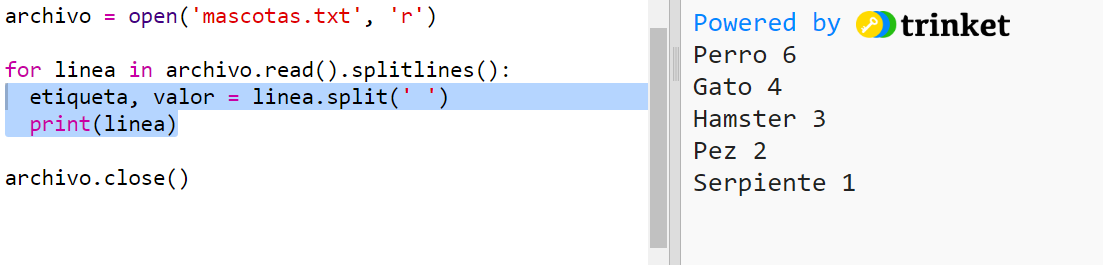 archivo = open('mascotas.txt', 'r')
for linea in archivo.read().splitlines():
  etiqueta, valor = linea.split(' ')
  print(linea)
archivo.close()
Powered by trinket
Perro 6
Gato 4
Hamster 3
Pez 2
Serpiente 1